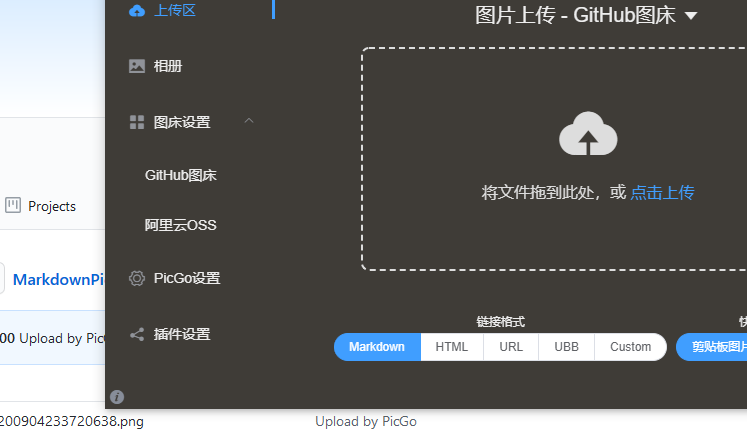 上传区
相册
图床设置
GitHub图床
阿里云OSS
PicGo设置
插件设置
图片上传 - GitHub图床
将文件拖到此处，或 点击上传
链接格式
Markdown HTML URL UBB Custom
剪贴板图片
Projects
MarkdownPi
00 Upload by Pic
200904233720638.png
Upload by PicGo